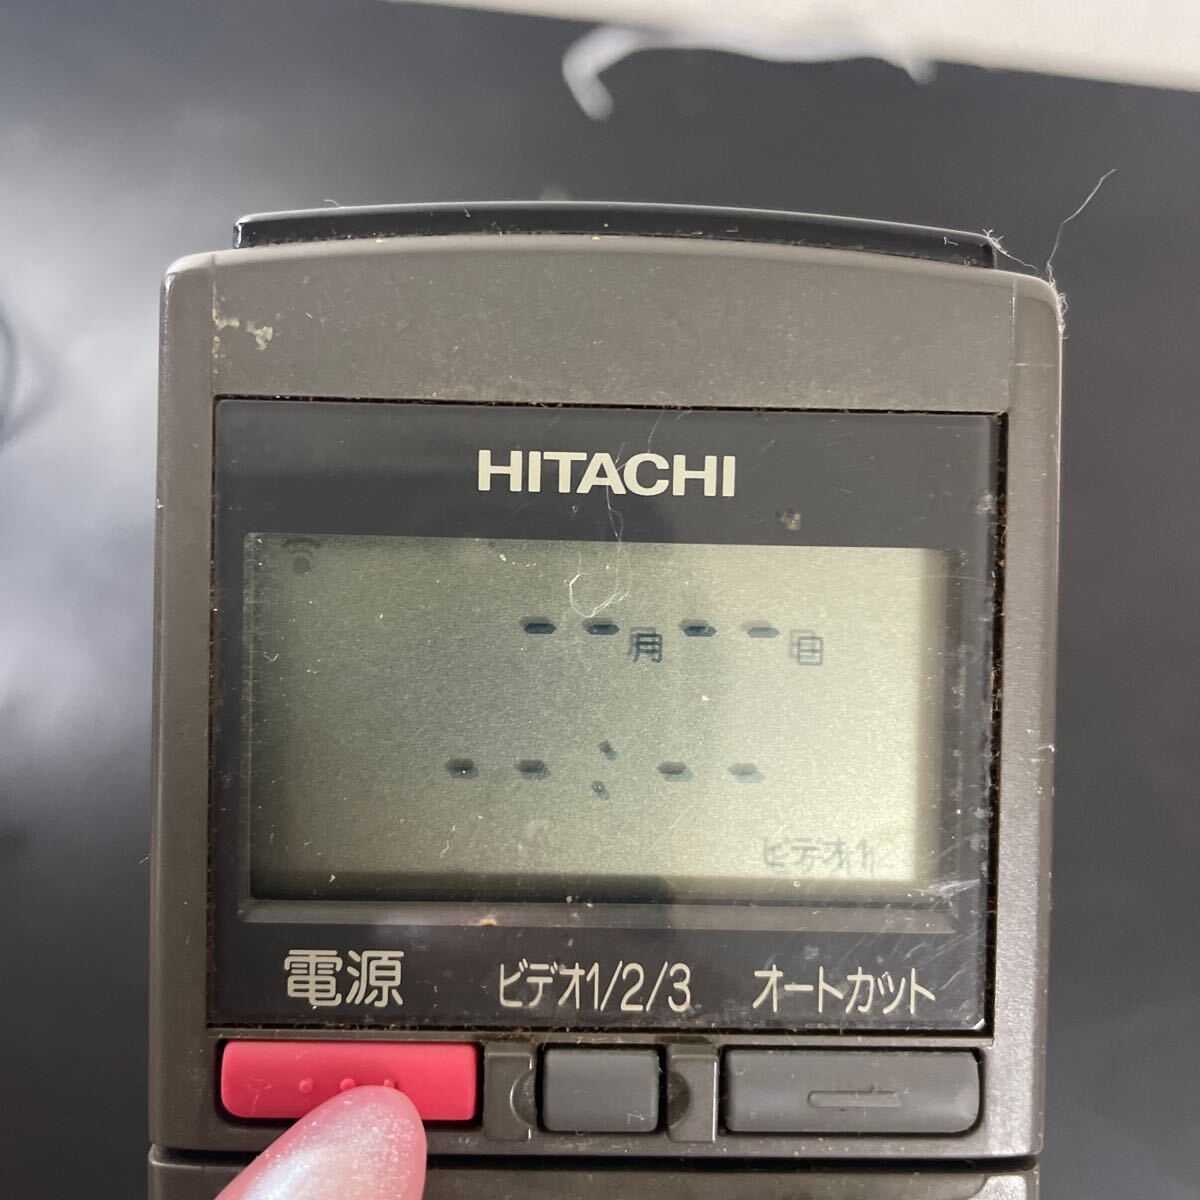 HITACHI
--月--日
--:--
ビデオ1
電源 ビデオ1/2/3 オートカット